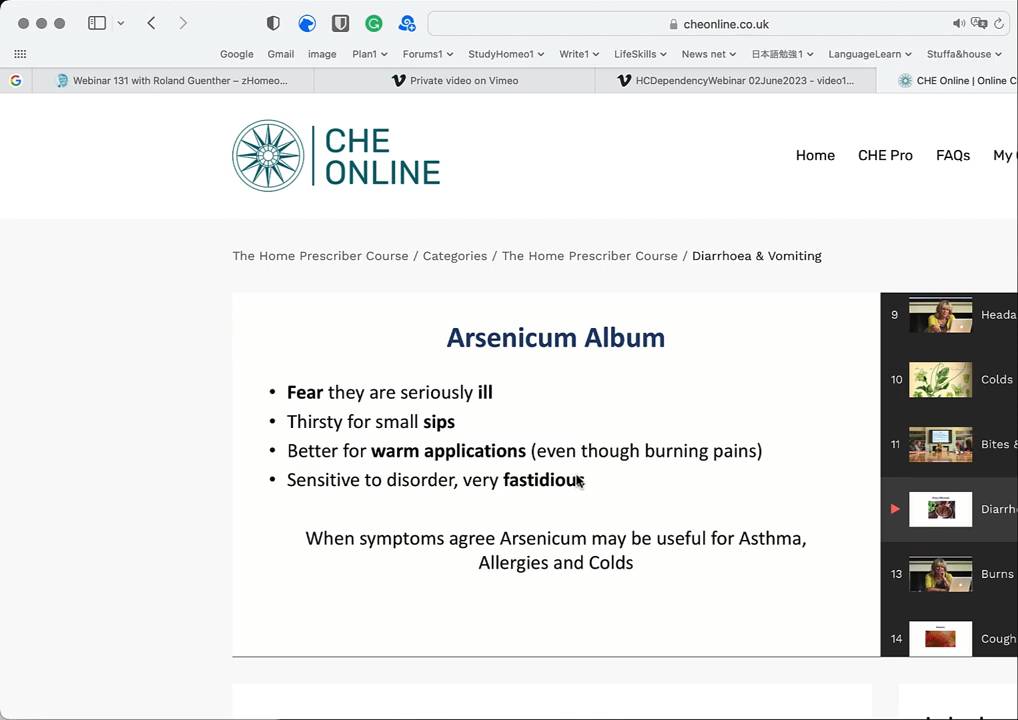 cheonline.co.uk
Google Gmail image Plan1 Forums1 StudyHomeo1 Write1 LifeSkills News net 日本語勉強1 LanguageLearn Stuffa&house
Webinar 131 with Roland Guenther – zHomeo...
Private video on Vimeo
HCDependencyWebinar 02June2023 - video1...
CHE Online | Online C
CHE
ONLINE
Home CHE Pro FAQs My
The Home Prescriber Course / Categories / The Home Prescriber Course / Diarrhoea & Vomiting
Arsenicum Album
• Fear they are seriously ill
• Thirsty for small sips
• Better for warm applications (even though burning pains)
• Sensitive to disorder, very fastidious
When symptoms agree Arsenicum may be useful for Asthma,
Allergies and Colds
9 Heada
10 Colds
11 Bites &
Diarrh
13 Burns
14 Cough